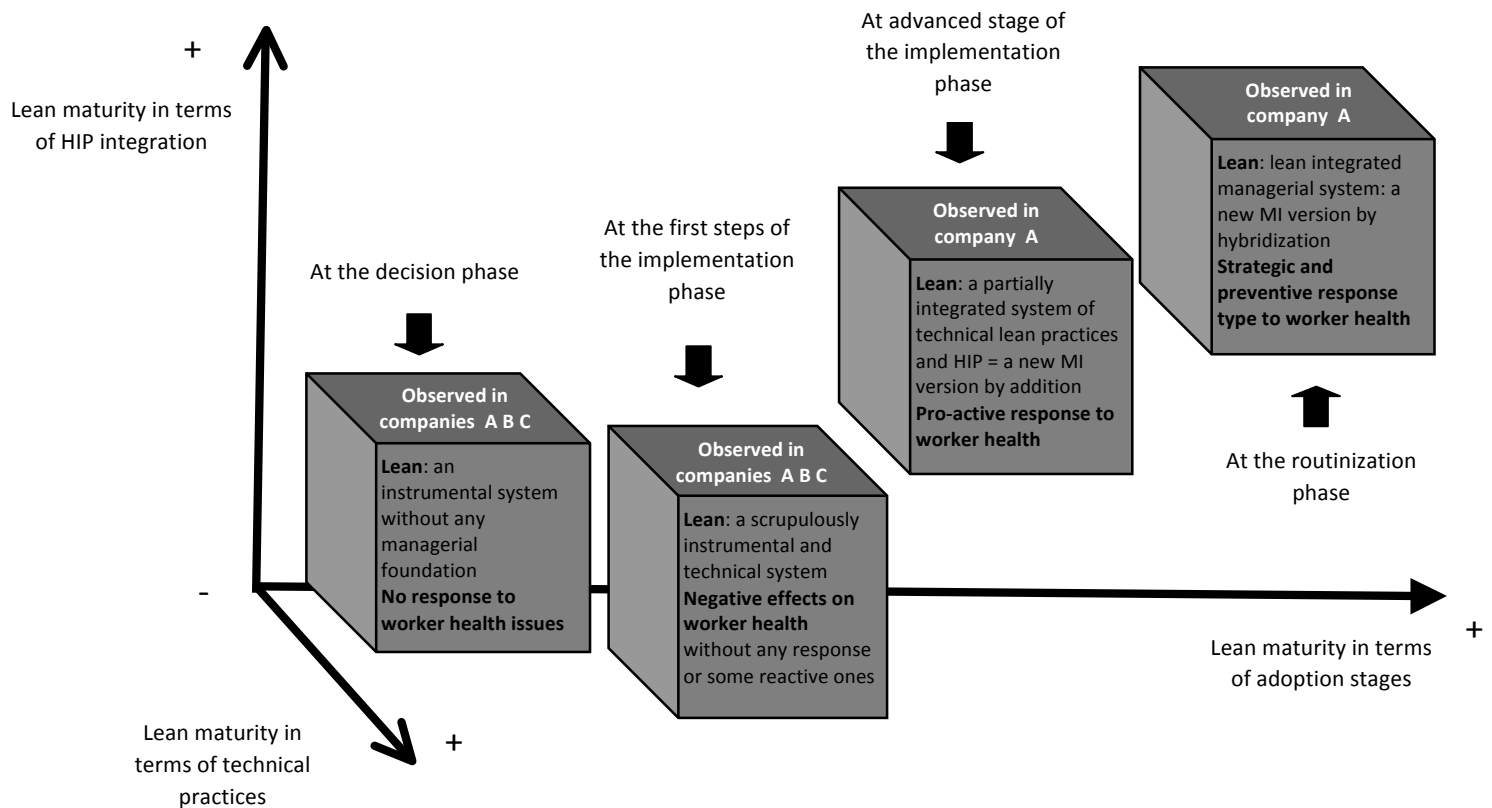 +
Lean maturity in terms
of HIP integration
At the decision phase
Observed in
companies A B C
Lean: an
instrumental system
without any
managerial
foundation
No response to
worker health issues
At the first steps of
the implementation
phase
Observed in
companies A B C
Lean: a scrupulously
instrumental and
technical system
Negative effects on
worker health
without any response
or some reactive ones
At advanced stage of
the implementation
phase
Observed in
company A
Lean: a partially
integrated system of
technical lean practices
and HIP = a new MI
version by addition
Pro-active response to
worker health
Observed in
company A
Lean: lean integrated
managerial system: a
new MI version by
hybridization
Strategic and
preventive response
type to worker health
At the routinization
phase
-
+
Lean maturity in terms
of adoption stages
+
Lean maturity in
terms of technical
practices